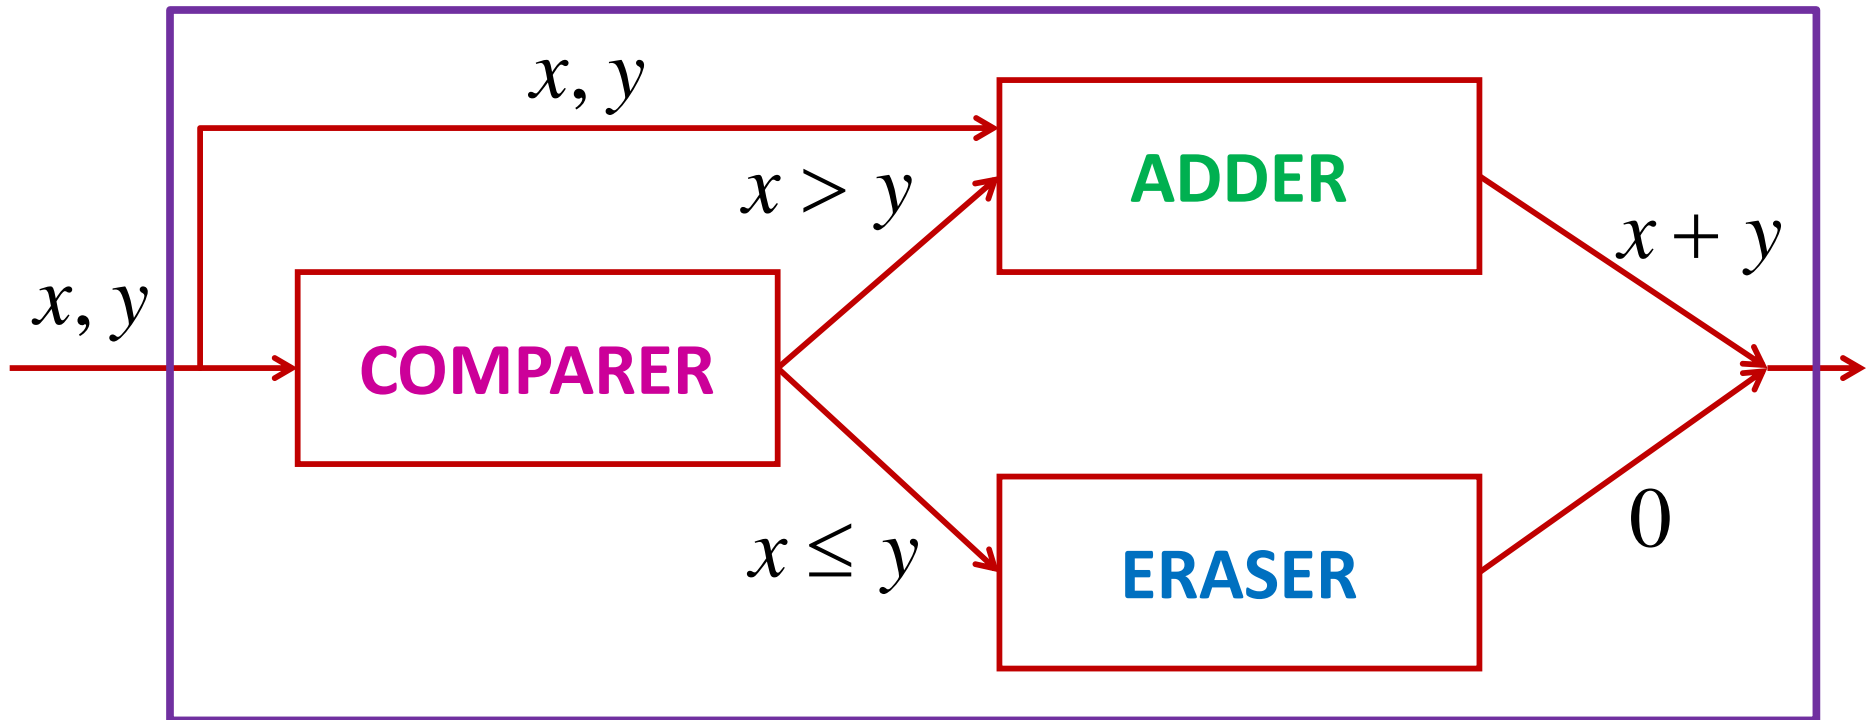 x, y
ADDER
x > y
x + y
x, y
COMPARER
x ≤ y
0
ERASER